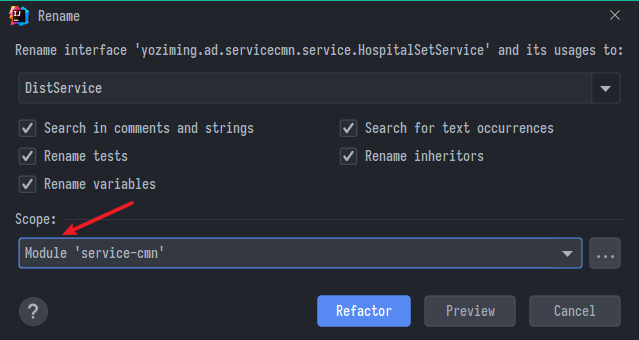 Rename
Rename interface 'yoziming.ad.servicecmn.service.HospitalSetService' and its usages to:
DistService
Search in comments and strings
Search for text occurrences
Rename tests
Rename inheritors
Rename variables
Scope:
Module 'service-cmn'
...
?
Refactor
Preview
Cancel